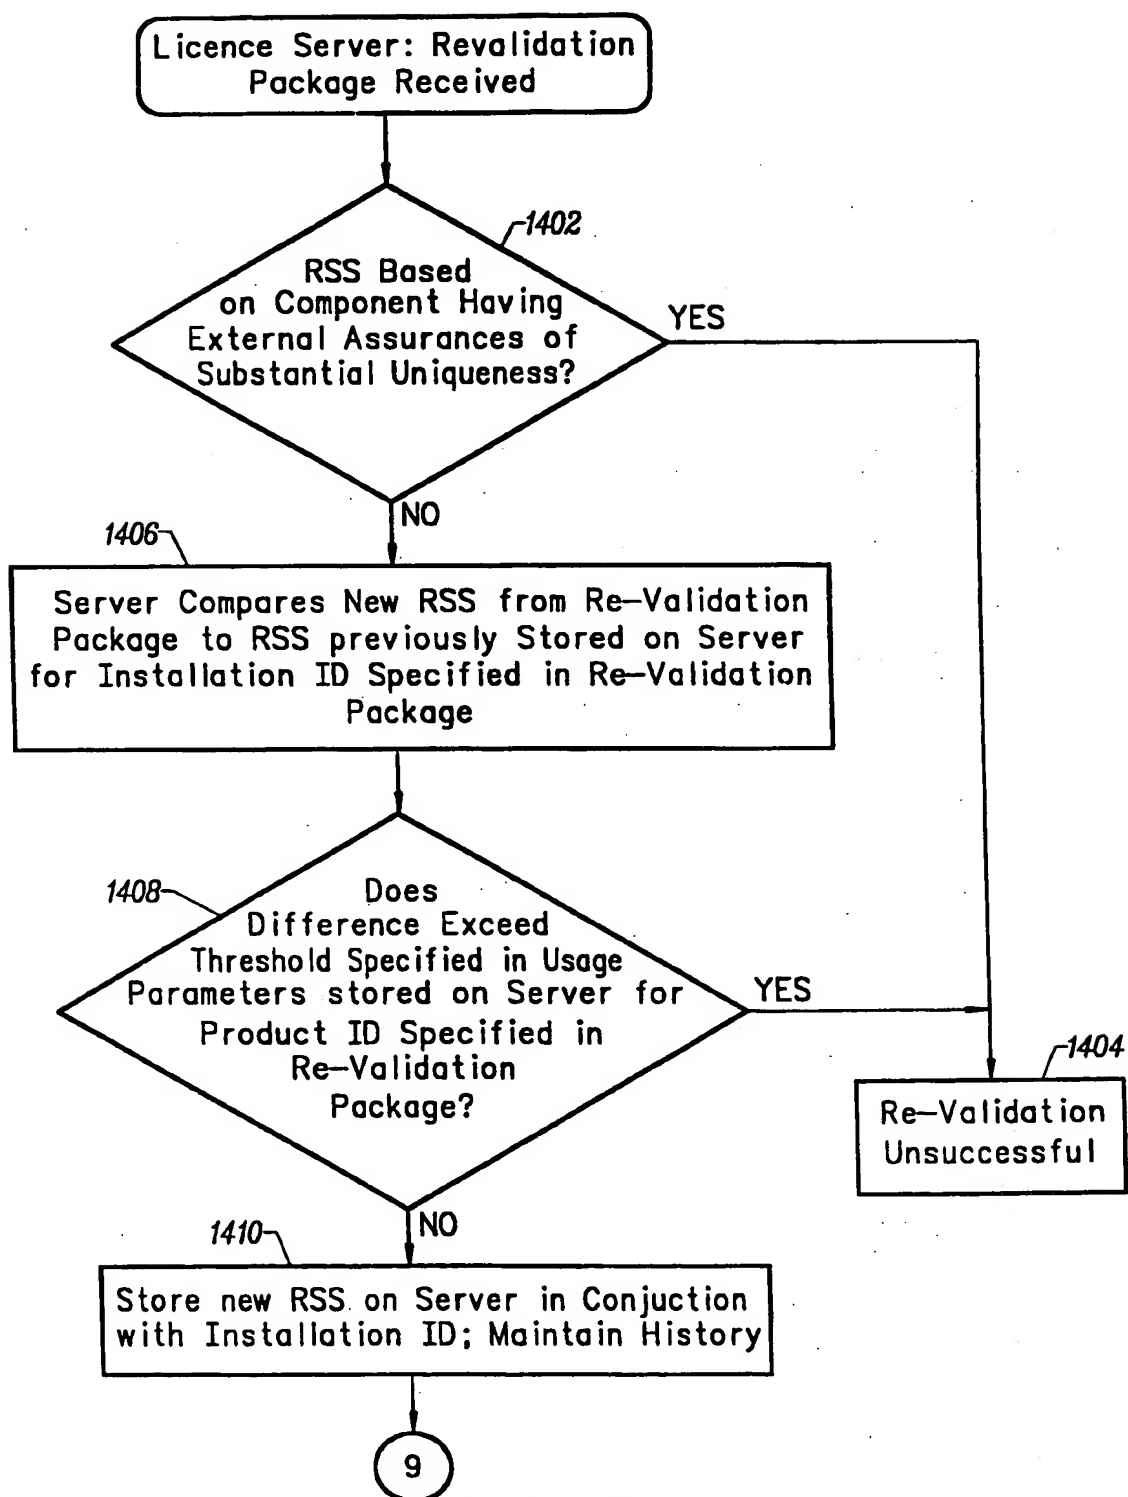 Licence Server: Revalidation
Package Received
1402
RSS Based
on Component Having
External Assurances of
Substantial Uniqueness?
YES
NO
1406
Server Compares New RSS from Re-Validation
Package to RSS previously Stored on Server
for Installation ID Specified in Re-Validation
Package
1408
Does
Difference Exceed
Threshold Specified in Usage
Parameters stored on Server for
Product ID Specified in
Re-Validation
Package?
YES
1404
Re-Validation
Unsuccessful
NO
1410
Store new RSS on Server in Conjuction
with Installation ID; Maintain History
9